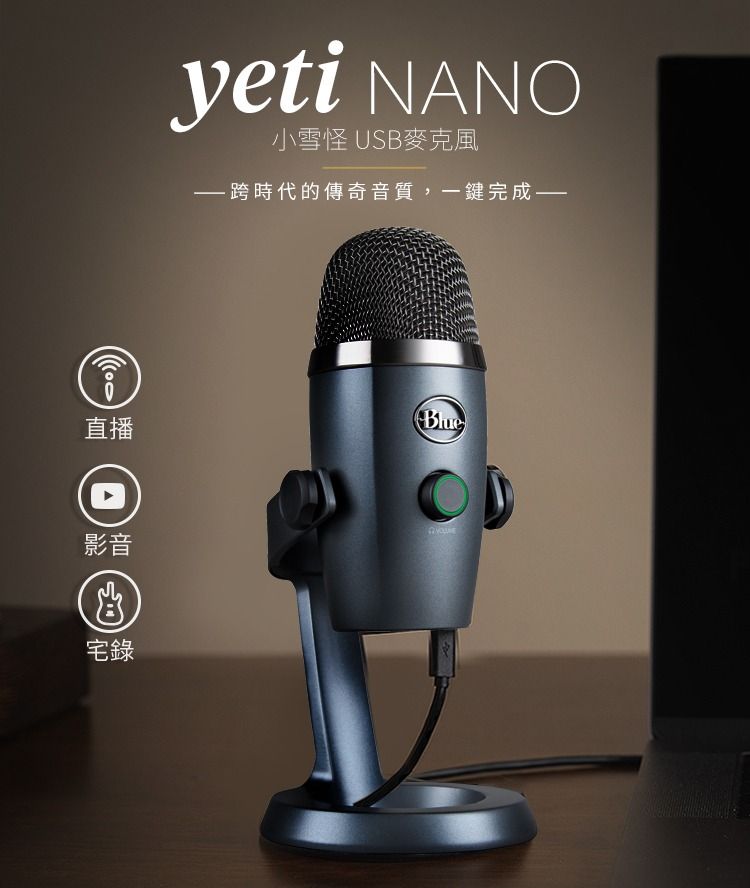 yeti NANO
小雪怪 USB麥克風
跨時代的傳奇音質，一鍵完成
Blue
VOLUME
直播
影音
宅錄